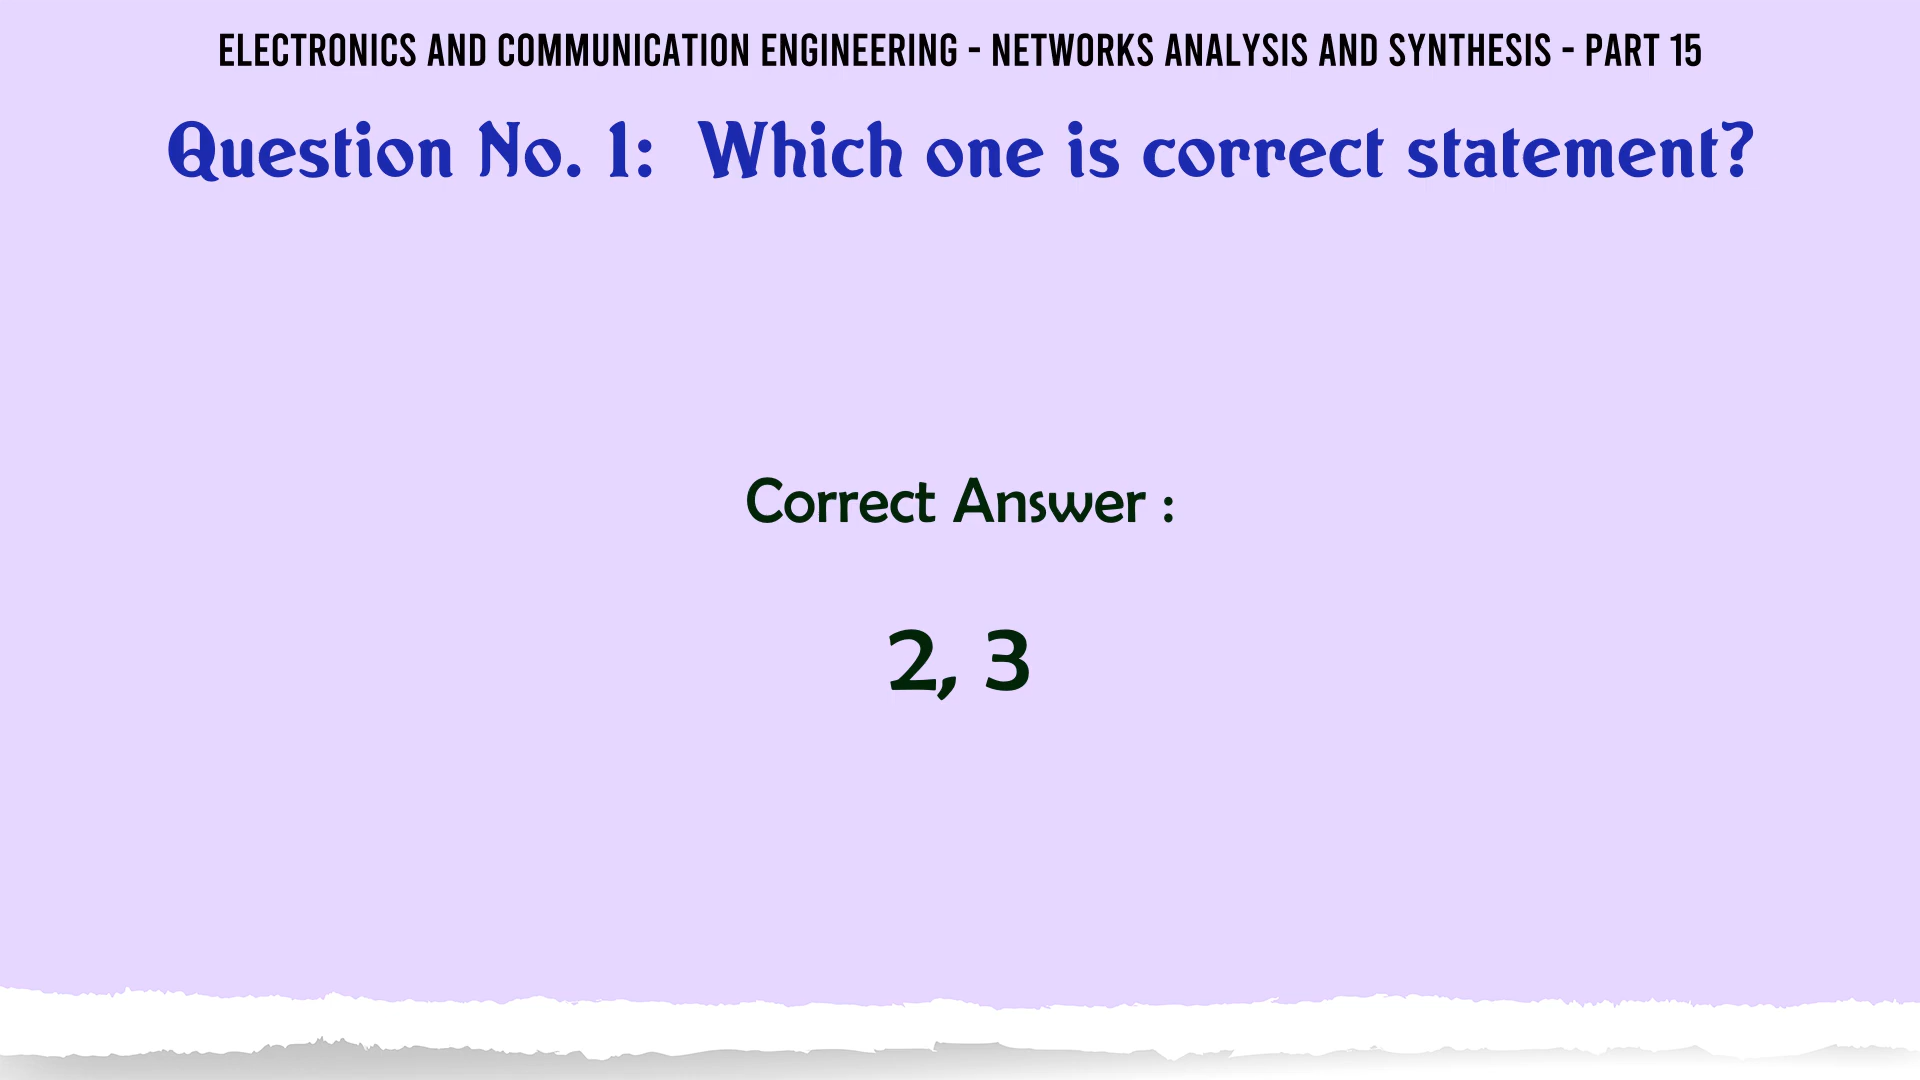 ELECTRONICS AND COMMUNICATION ENGINEERING - NETWORKS ANALYSIS AND SYNTHESIS - PART 15
Question No. 1: Which one is correct statement?
Correct Answer :
2, 3